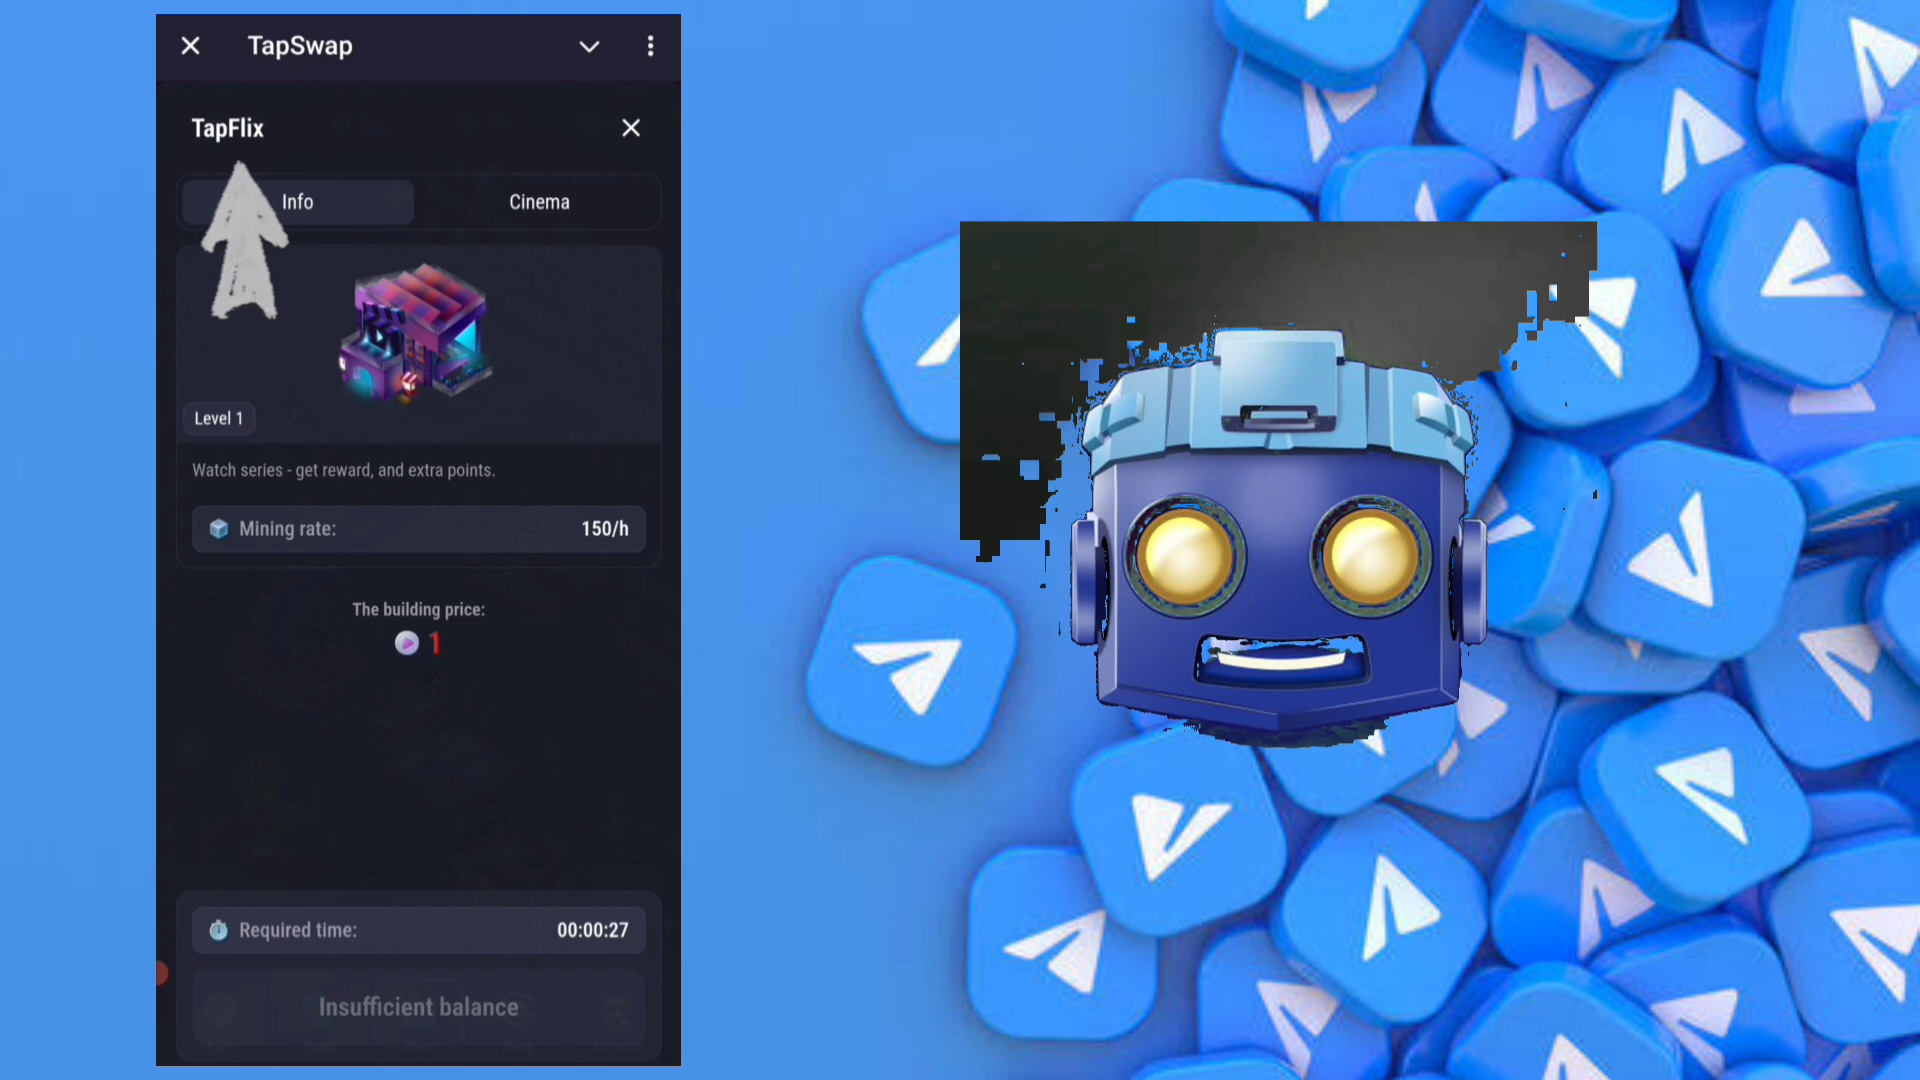 TapSwap
TapFlix
Info
Cinema
Level 1
Watch series - get reward, and extra points.
Mining rate:
150/h
The building price:
1
Required time:
00:00:27
Insufficient balance